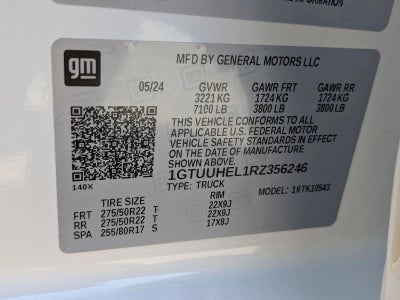 INFORMATION
gm
MFD BY GENERAL MOTORS LLC
05/24 GVWR GAWR FRT GAWR RR
3221 KG 1724 KG 1724 KG
7100 LB 3800 LB 3800 LB
THIS VEHICLE CONFORMS TO ALL
APPLICABLE U.S. FEDERAL MOTOR
VEHICLE SAFETY STANDARDS IN
EFFECT ON THE DATE OF MANUFACTURE
SHOWN ABOVE.
1GTUUHEL1RZ356246
140X
TYPE: TRUCK MODEL: 16TK10543
TIRE SIZE RIM
FRT 275/50R22 T 22X9J
RR 275/50R22 T 22X9J
SPA 255/80R17 S 17X8J